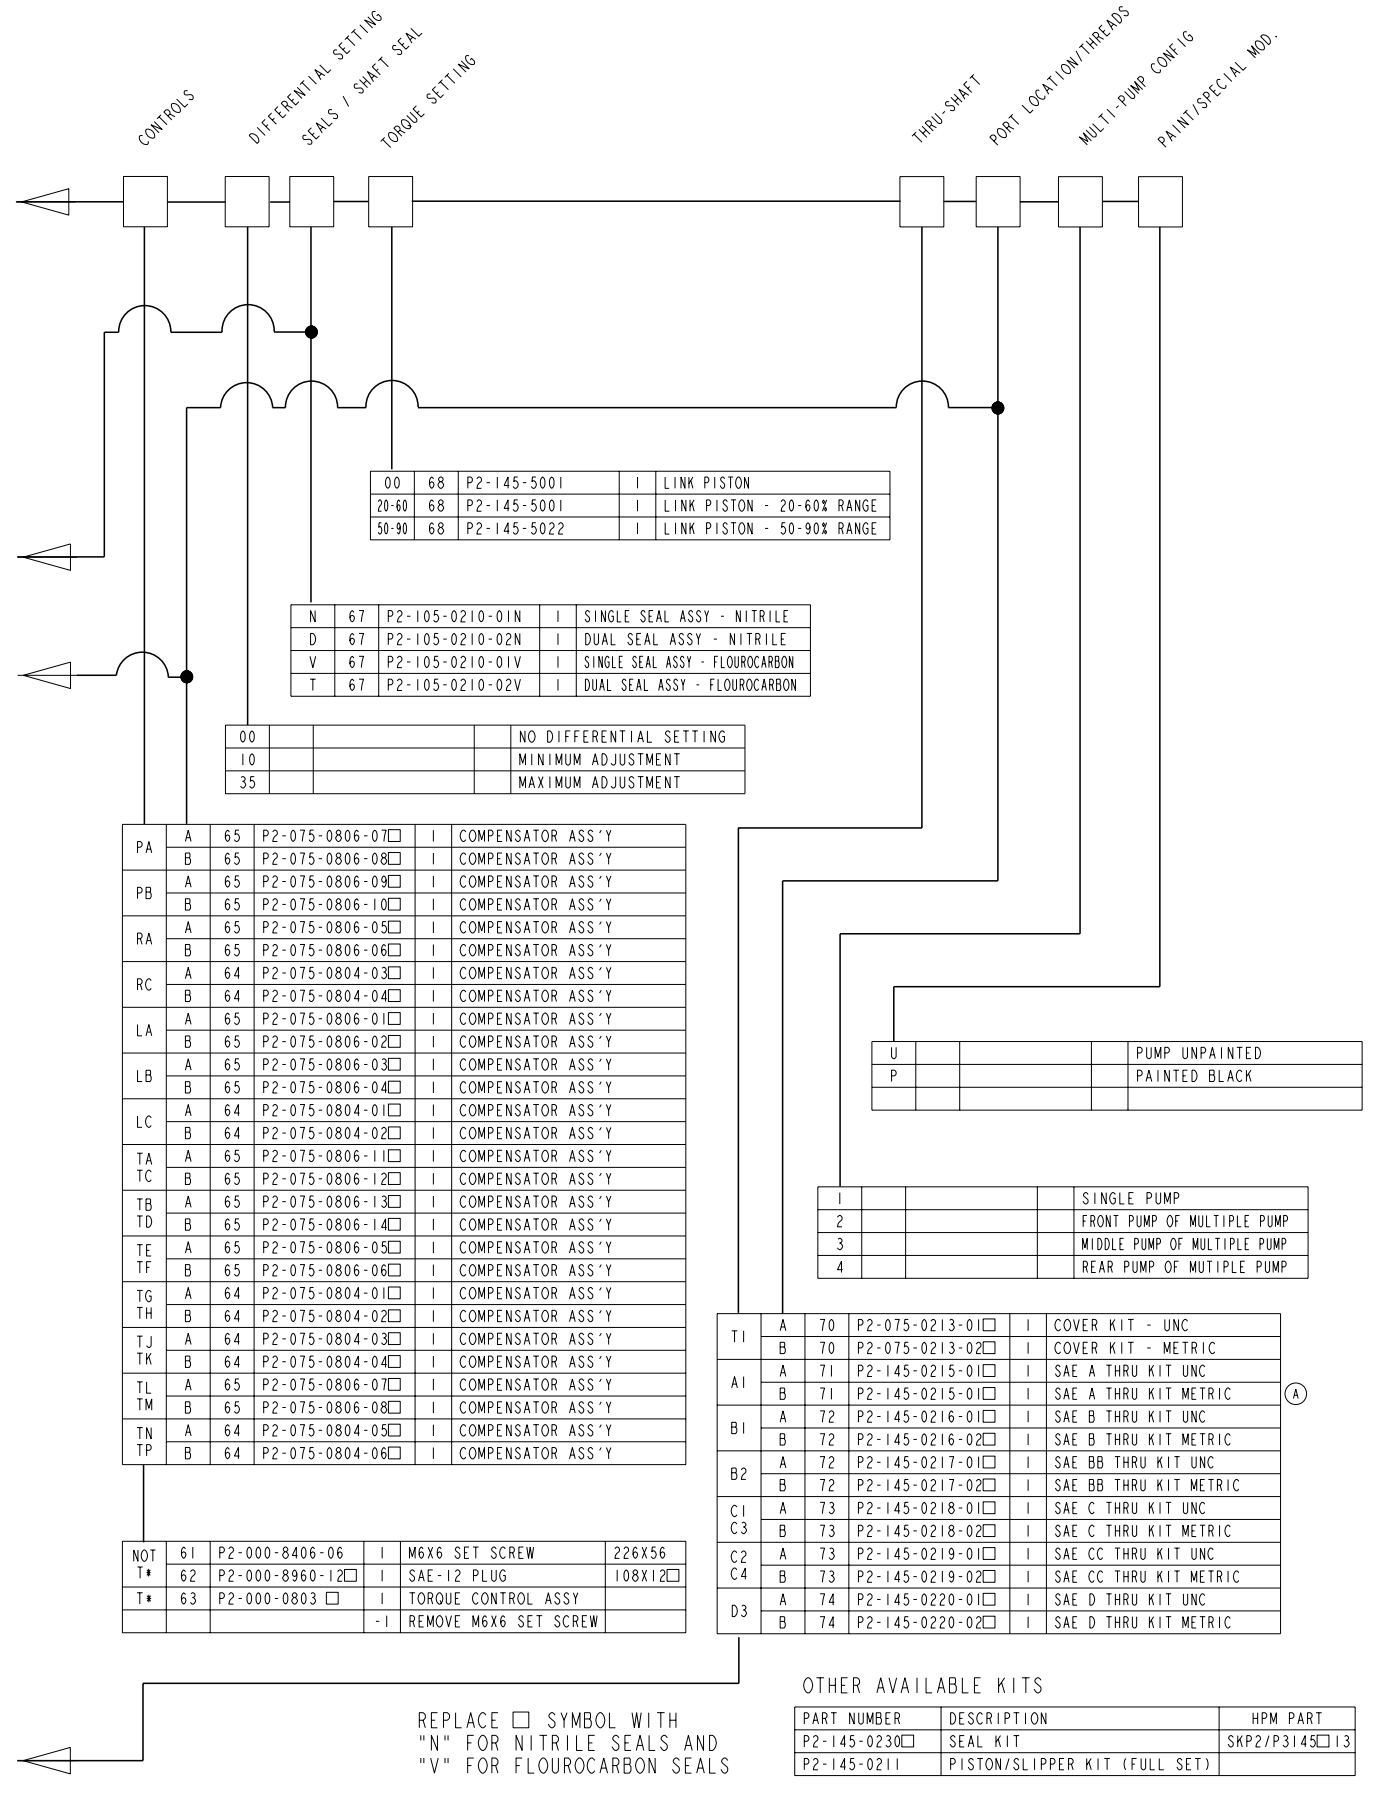 CONTROLS
DIFFERENTIAL SETTING
SEALS / SHAFT SEAL
TORQUE SETTING
THRU-SHAFT
PORT LOCATION/THREADS
MULTI-PUMP CONFIG
PAINT/SPECIAL MOD.
00 68 P2-145-5001 1 LINK PISTON
20-60 68 P2-145-5001 1 LINK PISTON - 20-60% RANGE
50-90 68 P2-145-5022 1 LINK PISTON - 50-90% RANGE
N 67 P2-105-0210-01N 1 SINGLE SEAL ASSY - NITRILE
D 67 P2-105-0210-02N 1 DUAL SEAL ASSY - NITRILE
V 67 P2-105-0210-01V 1 SINGLE SEAL ASSY - FLOUROCARBON
T 67 P2-105-0210-02V 1 DUAL SEAL ASSY - FLOUROCARBON
00 NO DIFFERENTIAL SETTING
10 MINIMUM ADJUSTMENT
35 MAXIMUM ADJUSTMENT
PA A 65 P2-075-0806-07□ 1 COMPENSATOR ASS'Y
B 65 P2-075-0806-08□ 1 COMPENSATOR ASS'Y
PB A 65 P2-075-0806-09□ 1 COMPENSATOR ASS'Y
B 65 P2-075-0806-10□ 1 COMPENSATOR ASS'Y
RA A 65 P2-075-0806-05□ 1 COMPENSATOR ASS'Y
B 65 P2-075-0806-06□ 1 COMPENSATOR ASS'Y
RC A 64 P2-075-0804-03□ 1 COMPENSATOR ASS'Y
B 64 P2-075-0804-04□ 1 COMPENSATOR ASS'Y
LA A 65 P2-075-0806-01□ 1 COMPENSATOR ASS'Y
B 65 P2-075-0806-02□ 1 COMPENSATOR ASS'Y
LB A 65 P2-075-0806-03□ 1 COMPENSATOR ASS'Y
B 65 P2-075-0806-04□ 1 COMPENSATOR ASS'Y
LC A 64 P2-075-0804-01□ 1 COMPENSATOR ASS'Y
B 64 P2-075-0804-02□ 1 COMPENSATOR ASS'Y
TA A 65 P2-075-0806-11□ 1 COMPENSATOR ASS'Y
TC B 65 P2-075-0806-12□ 1 COMPENSATOR ASS'Y
TB A 65 P2-075-0806-13□ 1 COMPENSATOR ASS'Y
TD B 65 P2-075-0806-14□ 1 COMPENSATOR ASS'Y
TE A 65 P2-075-0806-05□ 1 COMPENSATOR ASS'Y
TF B 65 P2-075-0806-06□ 1 COMPENSATOR ASS'Y
TG A 64 P2-075-0804-01□ 1 COMPENSATOR ASS'Y
TH B 64 P2-075-0804-02□ 1 COMPENSATOR ASS'Y
TJ A 64 P2-075-0804-03□ 1 COMPENSATOR ASS'Y
TK B 64 P2-075-0804-04□ 1 COMPENSATOR ASS'Y
TL A 65 P2-075-0806-07□ 1 COMPENSATOR ASS'Y
TM B 65 P2-075-0806-08□ 1 COMPENSATOR ASS'Y
TN A 64 P2-075-0804-05□ 1 COMPENSATOR ASS'Y
TP B 64 P2-075-0804-06□ 1 COMPENSATOR ASS'Y
NOT 61 P2-000-8406-06 1 M6X6 SET SCREW 226X56
T* 62 P2-000-8960-12□ 1 SAE-12 PLUG 108X12□
T* 63 P2-000-0803 □ 1 TORQUE CONTROL ASSY
-1 REMOVE M6X6 SET SCREW
U PUMP UNPAINTED
P PAINTED BLACK
1 SINGLE PUMP
2 FRONT PUMP OF MULTIPLE PUMP
3 MIDDLE PUMP OF MULTIPLE PUMP
4 REAR PUMP OF MUTIPLE PUMP
T1 A 70 P2-075-0213-01□ 1 COVER KIT - UNC
B 70 P2-075-0213-02□ 1 COVER KIT - METRIC
A1 A 71 P2-145-0215-01□ 1 SAE A THRU KIT UNC
B 71 P2-145-0215-01□ 1 SAE A THRU KIT METRIC A
B1 A 72 P2-145-0216-01□ 1 SAE B THRU KIT UNC
B 72 P2-145-0216-02□ 1 SAE B THRU KIT METRIC
B2 A 72 P2-145-0217-01□ 1 SAE BB THRU KIT UNC
B 72 P2-145-0217-02□ 1 SAE BB THRU KIT METRIC
C1 A 73 P2-145-0218-01□ 1 SAE C THRU KIT UNC
C3 B 73 P2-145-0218-02□ 1 SAE C THRU KIT METRIC
C2 A 73 P2-145-0219-01□ 1 SAE CC THRU KIT UNC
C4 B 73 P2-145-0219-02□ 1 SAE CC THRU KIT METRIC
D3 A 74 P2-145-0220-01□ 1 SAE D THRU KIT UNC
B 74 P2-145-0220-02□ 1 SAE D THRU KIT METRIC
REPLACE □ SYMBOL WITH
"N" FOR NITRILE SEALS AND
"V" FOR FLOUROCARBON SEALS
OTHER AVAILABLE KITS
PART NUMBER DESCRIPTION HPM PART
P2-145-0230□ SEAL KIT SKP2/P3145□13
P2-145-0211 PISTON/SLIPPER KIT (FULL SET)